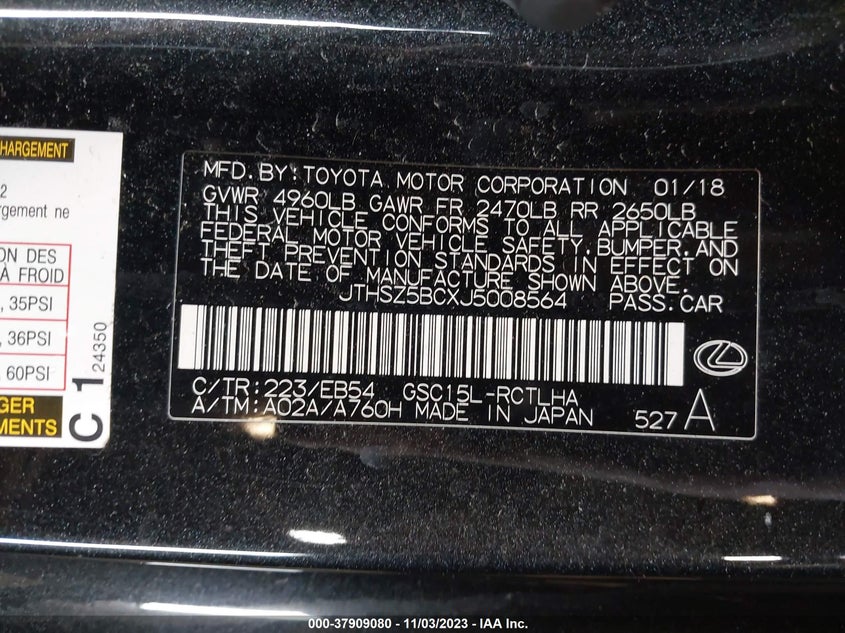 HARGEMENT
2
rgement ne
ON DES
À FROID
, 35PSI
, 36PSI
, 60PSI
GER
EMENTS
C 1 24350
MFD. BY: TOYOTA MOTOR CORPORATION 01/18
GVWR 4960LB GAWR FR 2470LB RR 2650LB
THIS VEHICLE CONFORMS TO ALL APPLICABLE
FEDERAL MOTOR VEHICLE SAFETY, BUMPER, AND
THEFT PREVENTION STANDARDS IN EFFECT ON
THE DATE OF MANUFACTURE SHOWN ABOVE.
JTHSZ5BCXJ5008564 PASS. CAR
C/TR: 223/EB54 GSC15L-RCTLHA
A/TM: A02A/A760H MADE IN JAPAN 527 A
000-37909080 - 11/03/2023 - IAA Inc.